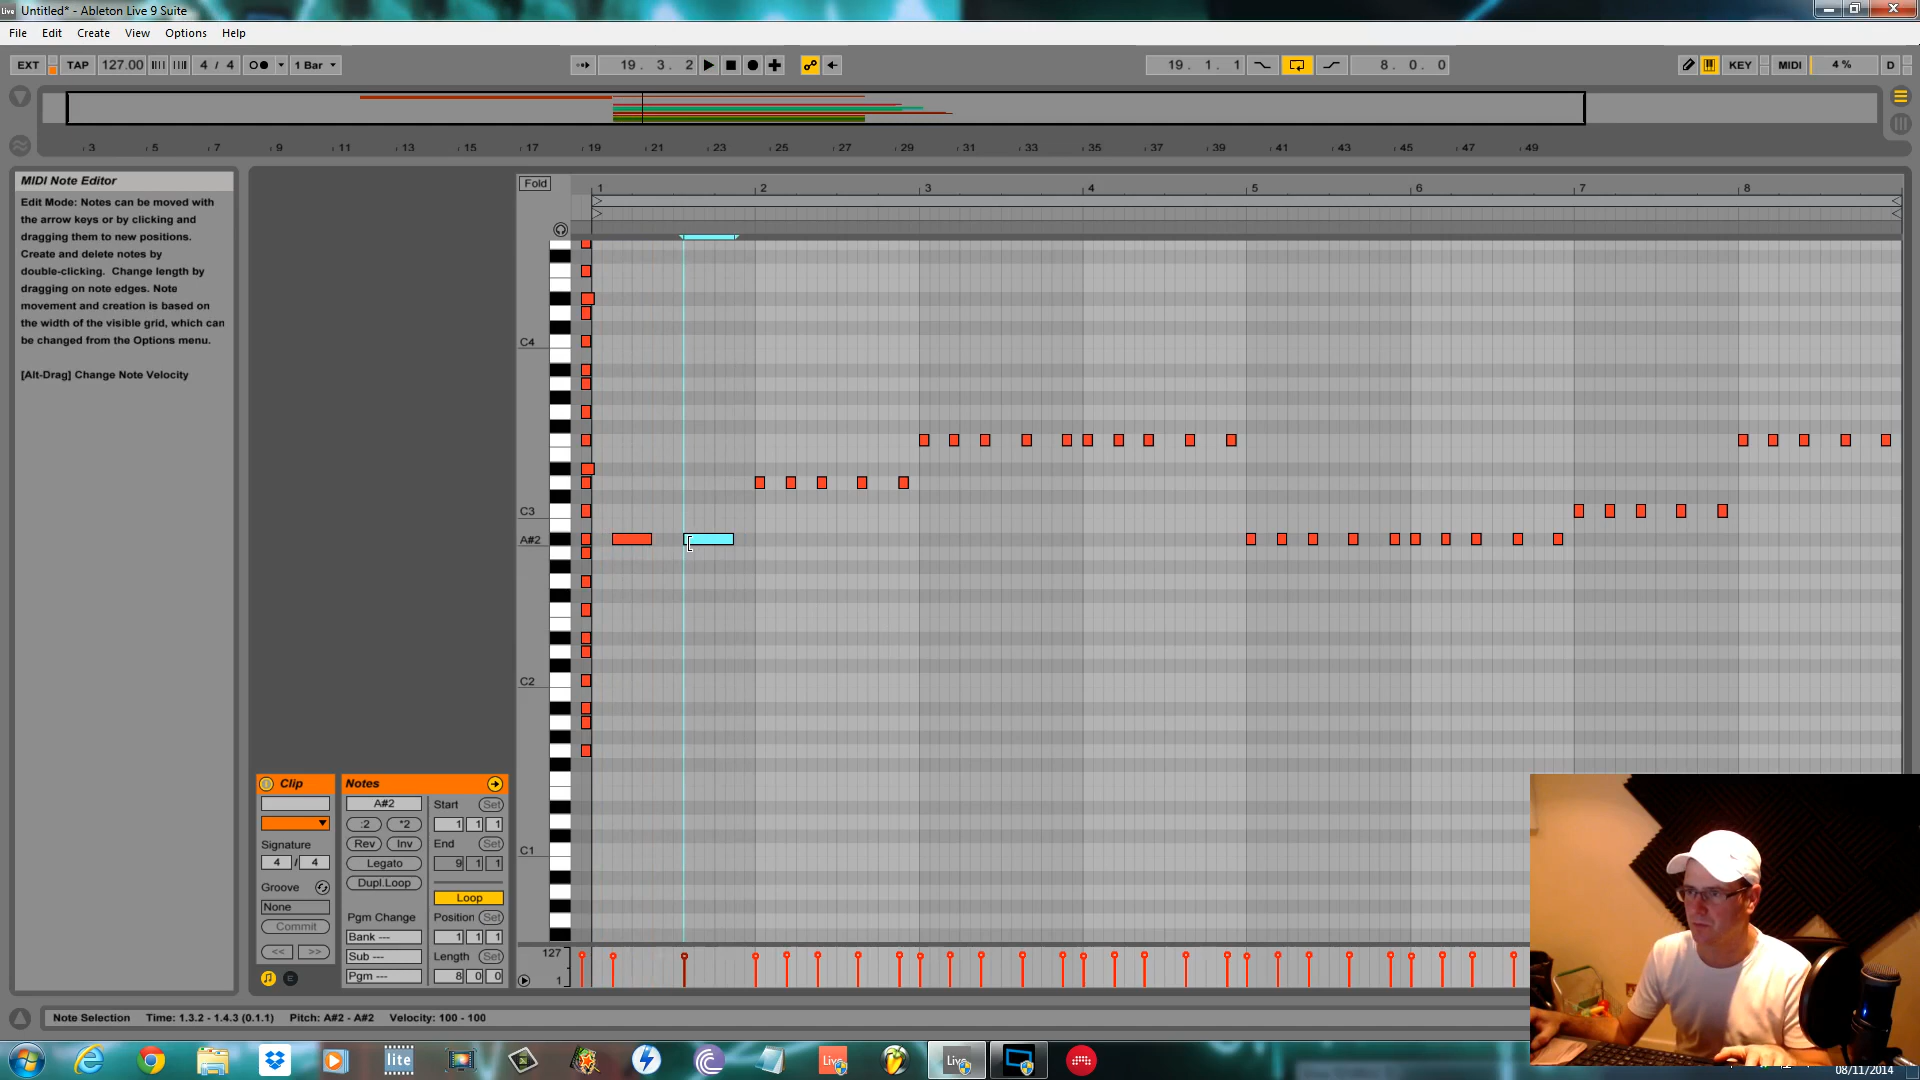 Untitled* - Ableton Live 9 Suite
File Edit Create View Options Help
EXT TAP 127.00 4 / 4 1 Bar 19. 3. 2 19. 1. 1 8. 0. 0 KEY MIDI 4 % D
3 5 7 9 11 13 15 17 19 21 23 25 27 29 31 33 35 37 39 41 43 45 47 49
MIDI Note Editor
Edit Mode: Notes can be moved with
the arrow keys or by clicking and
dragging them to new positions.
Create and delete notes by
double-clicking. Change length by
dragging on note edges. Note
movement and creation is based on
the width of the visible grid, which can
be changed from the Options menu.
[Alt-Drag] Change Note Velocity
Fold 1 2 3 4 5 6 7 8
C4
C3
A#2
C2
C1
Clip
Signature
4 / 4
Groove
None
Commit
<< >>
Notes
A#2 Start Set
:2 *2 1 1 1
Rev Inv End Set
Legato 9 1 1
Dupl.Loop Loop
Pgm Change Position Set
Bank --- 1 1 1
Sub --- Length Set
Pgm --- 8 0 0
127
1
Note Selection Time: 1.3.2 - 1.4.3 (0.1.1) Pitch: A#2 - A#2 Velocity: 100 - 100
lite Live Live
08/11/2014